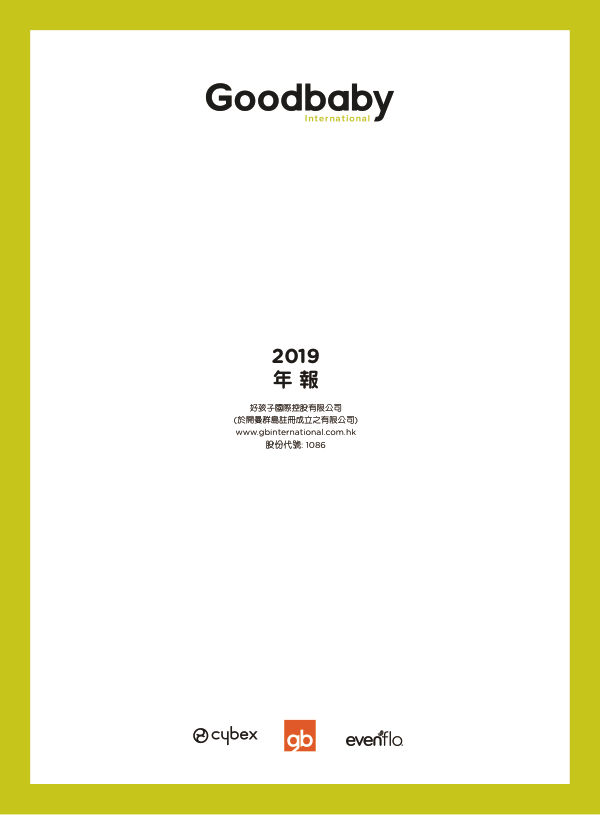 Goodbaby
International
2019
年報
好孩子國際控股有限公司
(於開曼群島註冊成立之有限公司)
www.gbinternational.com.hk
股份代號: 1086
cybex
gb
evenflo